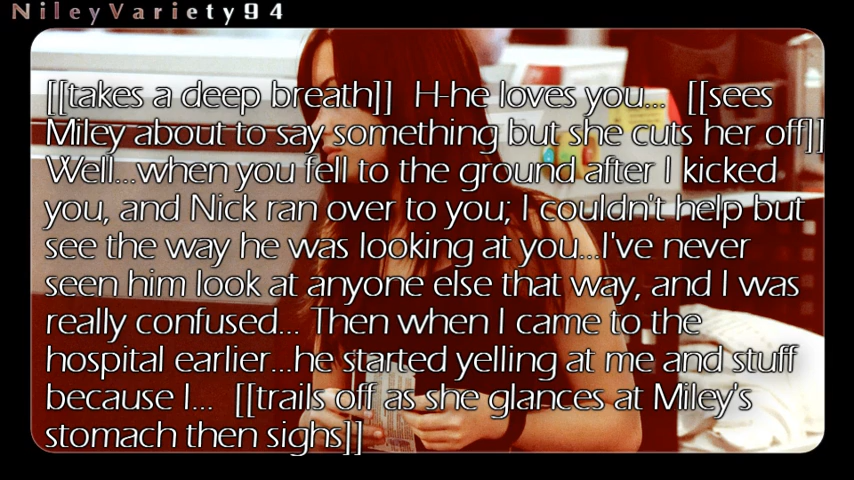 NileyVariety94
[[takes a deep breath]] H-he loves you... [[sees
Miley about to say something but she cuts her off]]
Well...when you fell to the ground after I kicked
you, and Nick ran over to you; I couldn't help but
see the way he was looking at you...I've never
seen him look at anyone else that way, and I was
really confused... Then when I came to the
hospital earlier...he started yelling at me and stuff
because I... [[trails off as she glances at Miley's
stomach then sighs]]